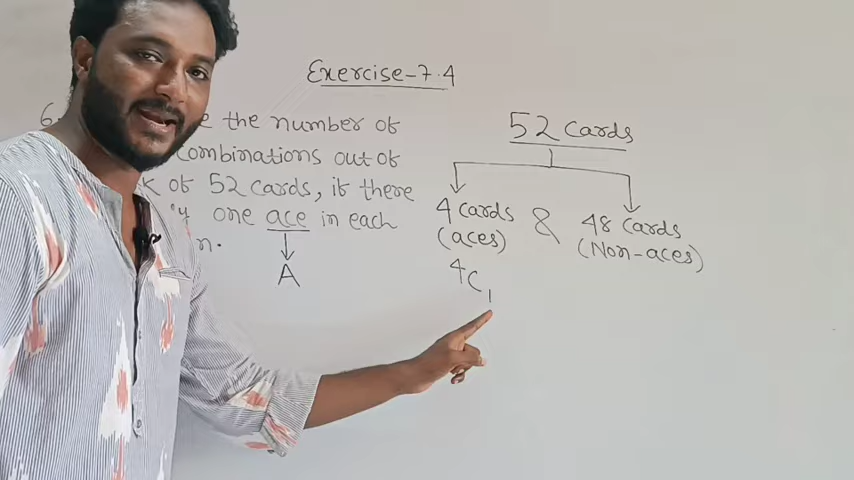 Exercise-7.4
6.
the number of
combinations out of
of 52 cards, if there
one ace in each
n.
A
52 cards
4 cards & 48 cards
(aces) (Non-aces)
4C1